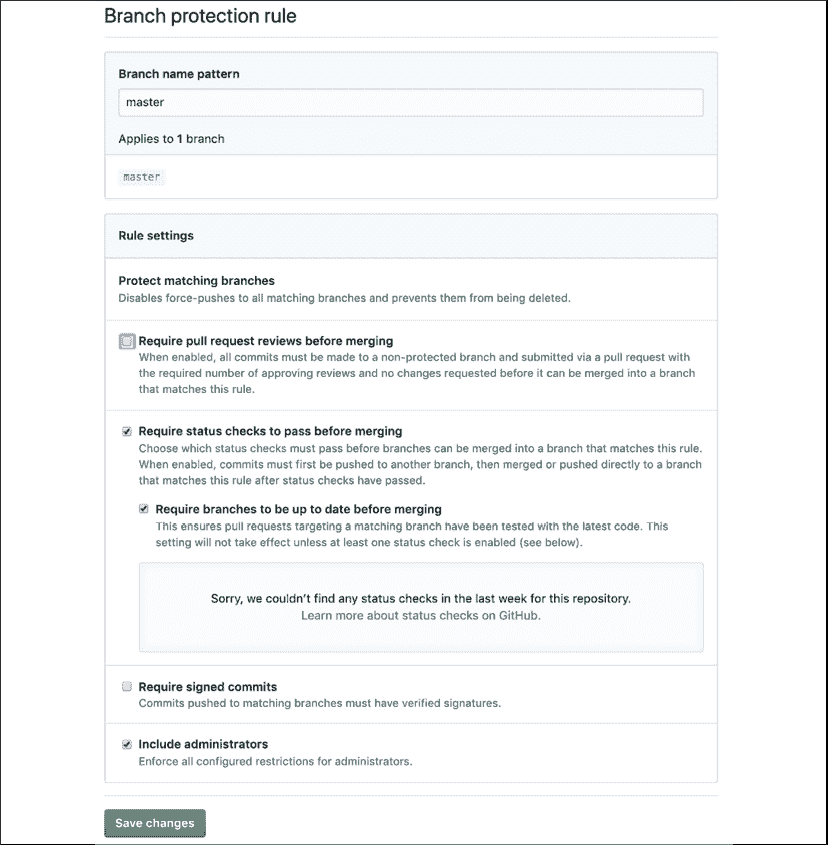 Branch protection rule
Branch name pattern
master
Applies to 1 branch
master
Rule settings
Protect matching branches
Disables force-pushes to all matching branches and prevents them from being deleted.
Require pull request reviews before merging
When enabled, all commits must be made to a non-protected branch and submitted via a pull request with
the required number of approving reviews and no changes requested before it can be merged into a branch
that matches this rule.
Require status checks to pass before merging
Choose which status checks must pass before branches can be merged into a branch that matches this rule.
When enabled, commits must first be pushed to another branch, then merged or pushed directly to a branch
that matches this rule after status checks have passed.
Require branches to be up to date before merging
This ensures pull requests targeting a matching branch have been tested with the latest code. This
setting will not take effect unless at least one status check is enabled (see below).
Sorry, we couldn't find any status checks in the last week for this repository.
Learn more about status checks on GitHub.
Require signed commits
Commits pushed to matching branches must have verified signatures.
Include administrators
Enforce all configured restrictions for administrators.
Save changes